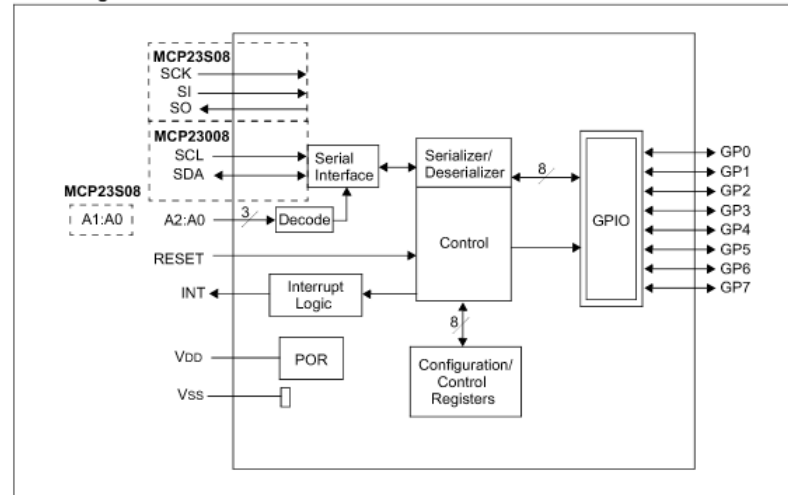 MCP23S08
SCK
SI
SO
MCP23008
SCL
SDA
MCP23S08
A1:A0
A2:A0
3
Decode
Serial
Interface
Serializer/
Deserializer
8
Control
GPIO
GP0
GP1
GP2
GP3
GP4
GP5
GP6
GP7
RESET
INT
Interrupt
Logic
8
VDD
POR
Configuration/
Control
Registers
VSS